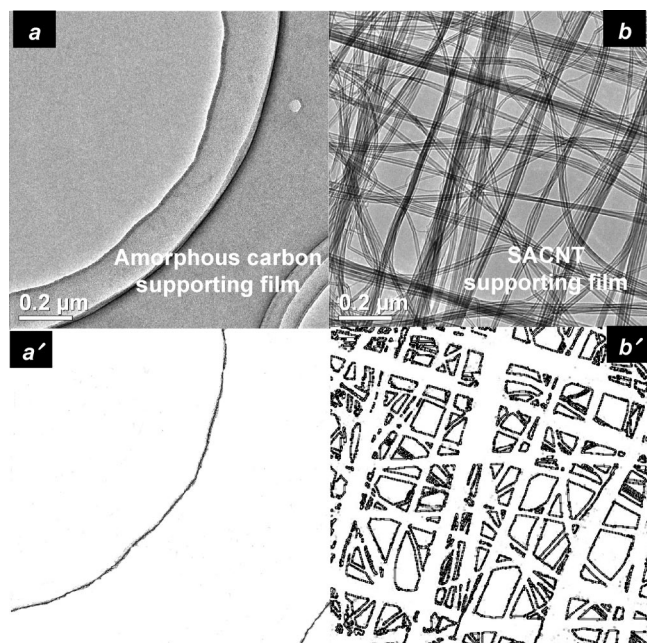 a
b
Amorphous carbon
supporting film
0.2 μm
SACNT
supporting film
0.2 μm
a′
b′